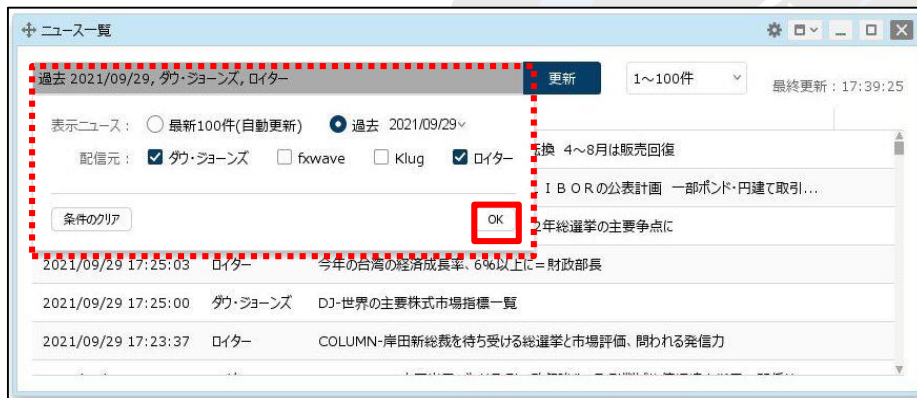 ニュース一覧
過去 2021/09/29, ダウ・ジョーンズ, ロイター
更新
1～100件
最終更新：17:39:25
表示ニュース： 最新100件(自動更新) 過去 2021/09/29
配信元： ダウ・ジョーンズ fxwave Klug ロイター
換 4～8月は販売回復
ＩＢＯＲの公表計画 一部ポンド・円建て取引...
条件のクリア
OK
2年総選挙の主要争点に
2021/09/29 17:25:03 ロイター 今年の台湾の経済成長率、6%以上に＝財政部長
2021/09/29 17:25:00 ダウ・ジョーンズ DJ-世界の主要株式市場指標一覧
2021/09/29 17:23:37 ロイター COLUMN-岸田新総裁を待ち受ける総選挙と市場評価、問われる発信力